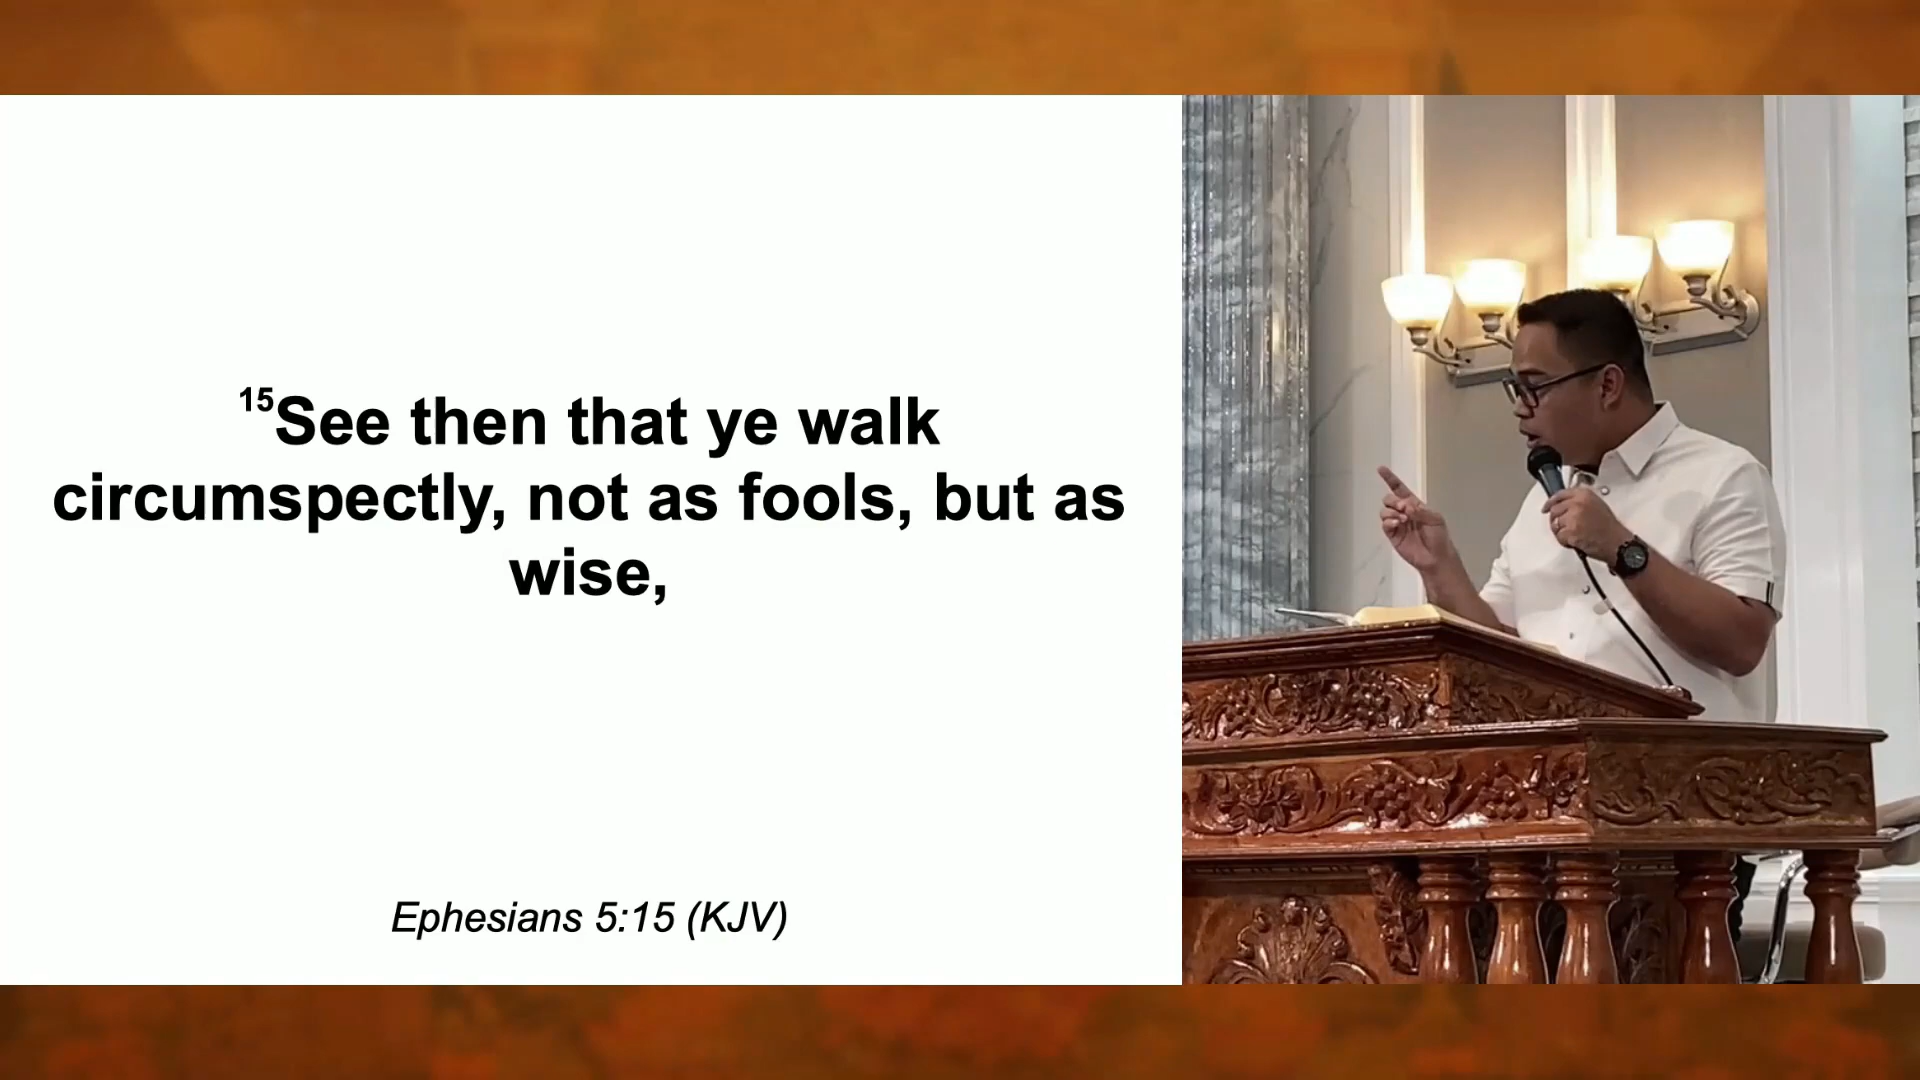 15See then that ye walk
circumspectly, not as fools, but as
wise,
Ephesians 5:15 (KJV)